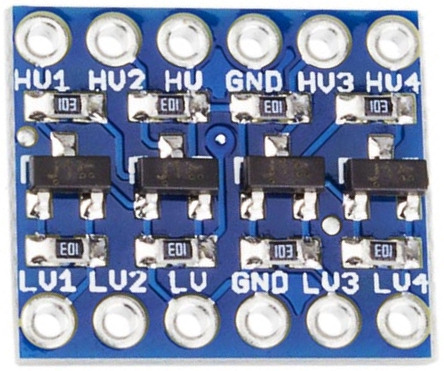 HV1 HV2 HV GND HV3 HV4
103 E01 E01 103
E01 E01 103 E01
LV1 LV2 LV GND LV3 LV4